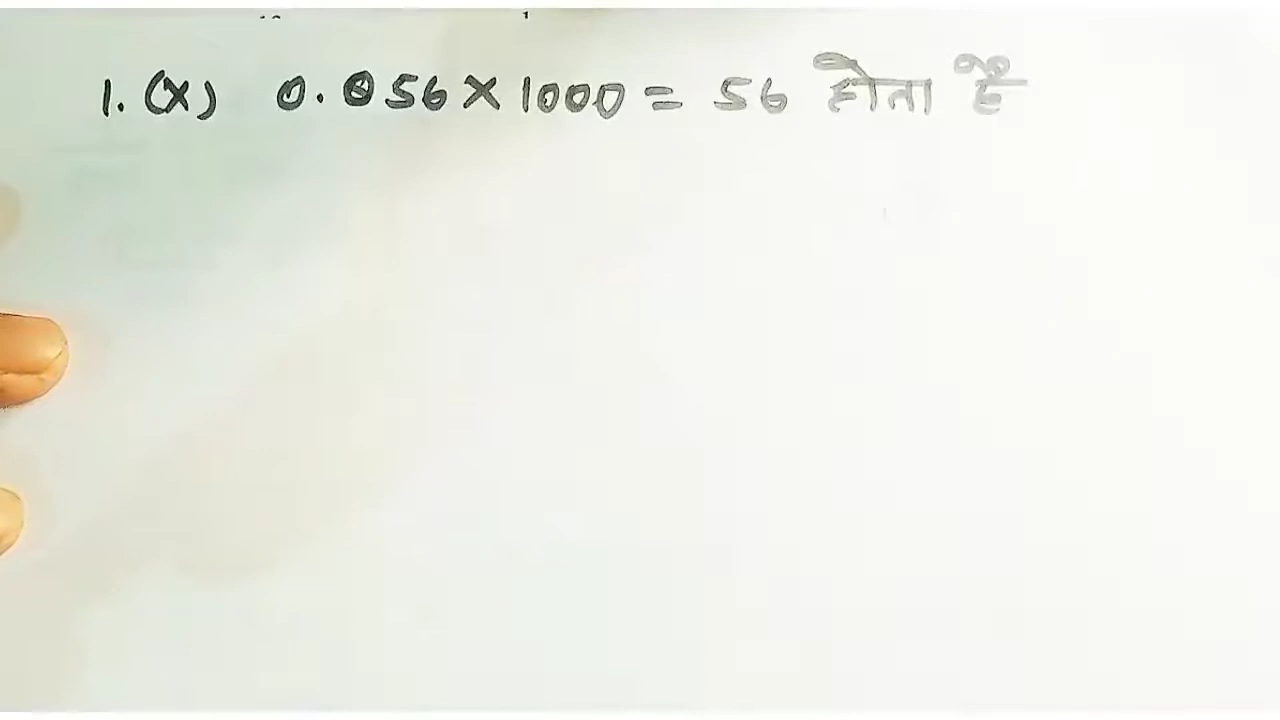 1. (x) 0.056 × 1000 = 56 होता है